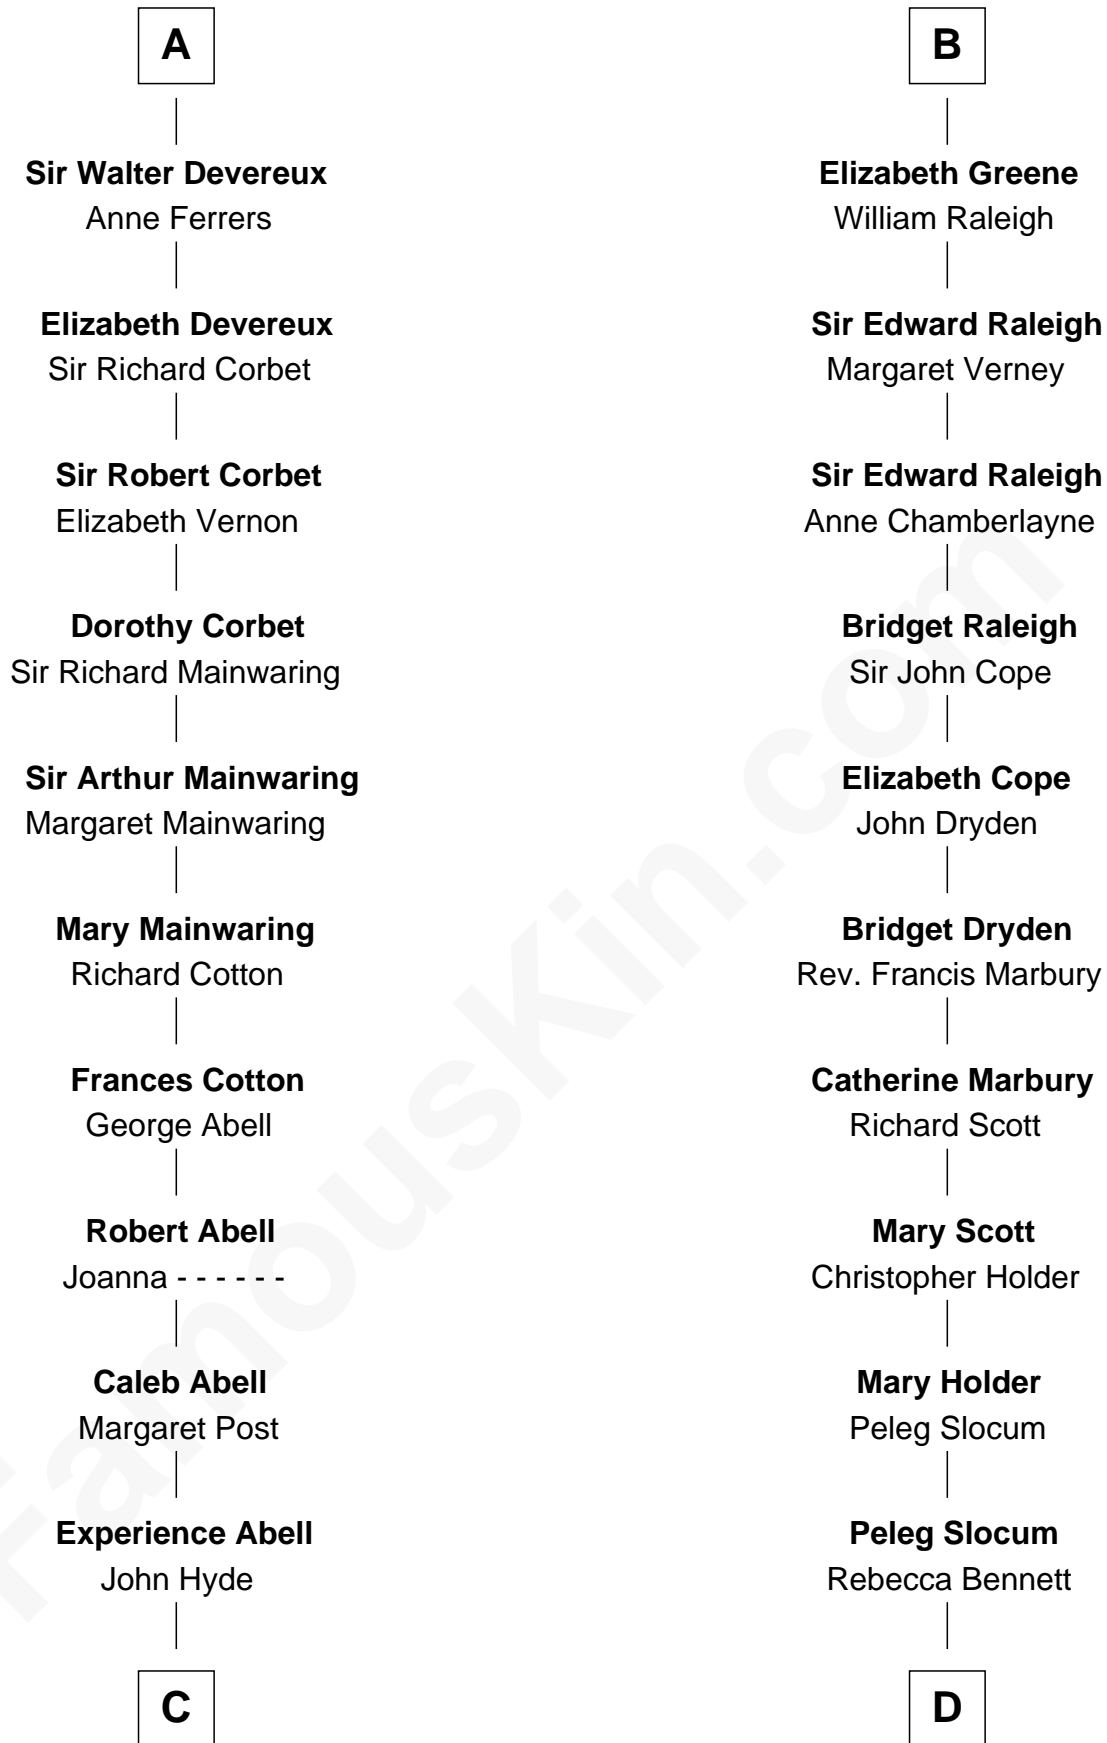 A
Sir Walter Devereux
Anne Ferrers
Elizabeth Devereux
Sir Richard Corbet
Sir Robert Corbet
Elizabeth Vernon
Dorothy Corbet
Sir Richard Mainwaring
Sir Arthur Mainwaring
Margaret Mainwaring
Mary Mainwaring
Richard Cotton
Frances Cotton
George Abell
Robert Abell
Joanna - - - - - -
Caleb Abell
Margaret Post
Experience Abell
John Hyde
C
B
Elizabeth Greene
William Raleigh
Sir Edward Raleigh
Margaret Verney
Sir Edward Raleigh
Anne Chamberlayne
Bridget Raleigh
Sir John Cope
Elizabeth Cope
John Dryden
Bridget Dryden
Rev. Francis Marbury
Catherine Marbury
Richard Scott
Mary Scott
Christopher Holder
Mary Holder
Peleg Slocum
Peleg Slocum
Rebecca Bennett
D
FamousKin.com